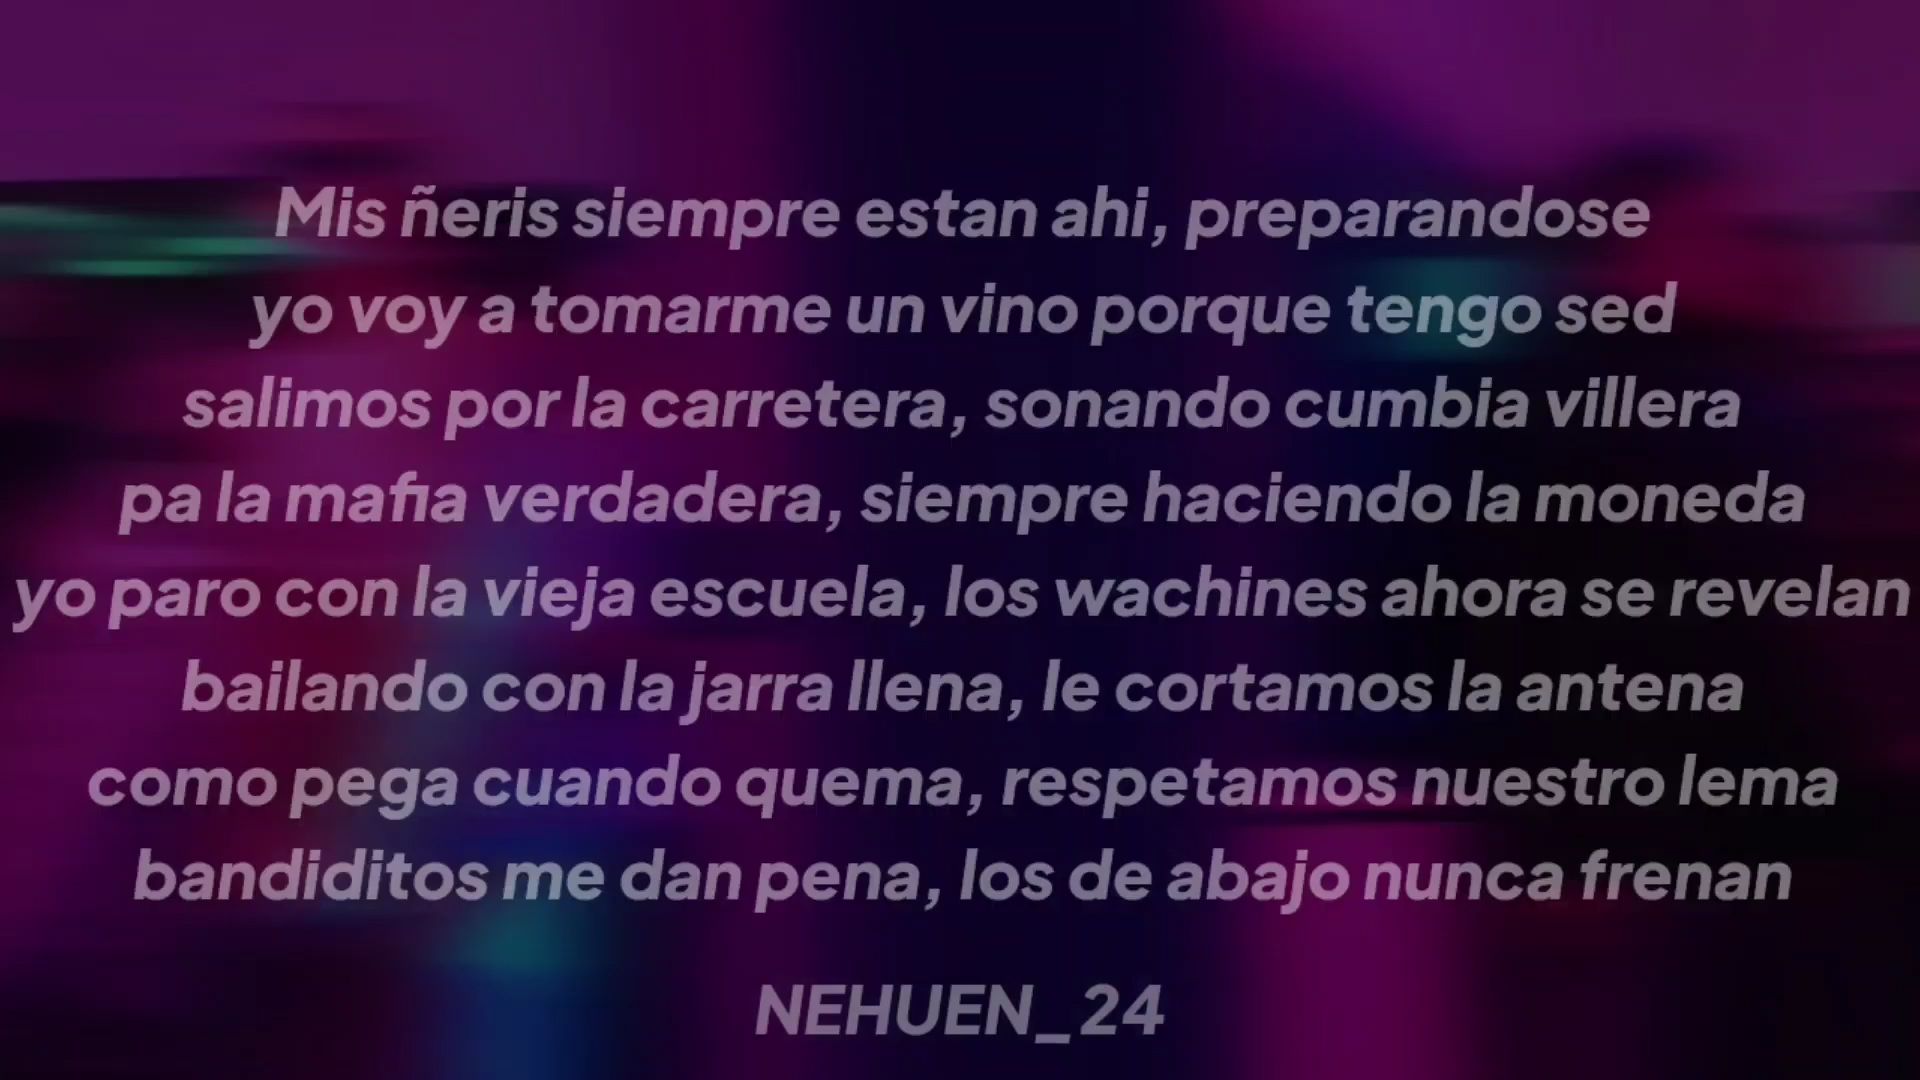 Mis ñeris siempre estan ahi, preparandose
yo voy a tomarme un vino porque tengo sed
salimos por la carretera, sonando cumbia villera
pa la mafia verdadera, siempre haciendo la moneda
yo paro con la vieja escuela, los wachines ahora se revelan
bailando con la jarra llena, le cortamos la antena
como pega cuando quema, respetamos nuestro lema
bandiditos me dan pena, los de abajo nunca frenan
NEHUEN_24